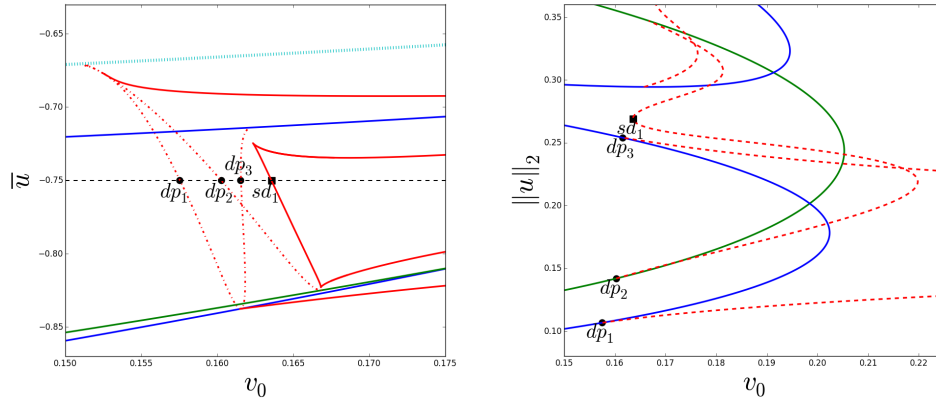 −0.65
−0.70
−0.75
−0.80
−0.85
u̅
dp₃
dp₁
dp₂
sd₁
0.150
0.155
0.160
0.165
0.170
0.175
v₀
0.35
0.30
0.25
0.20
0.15
0.10
||u||₂
sd₁
dp₃
dp₂
dp₁
0.15
0.16
0.17
0.18
0.19
0.20
0.21
0.22
v₀